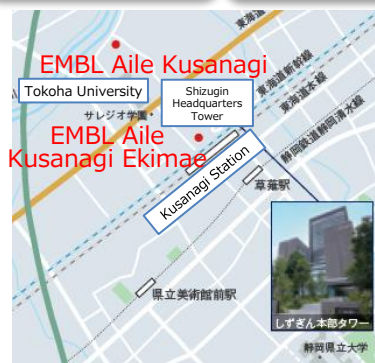 東海
EMBL Aile Kusanagi
Tokoha University
Shizugin
Headquarters
Tower
東海道新幹線
東海道本線
静岡鉄道静岡清水線
サレジオ学園
EMBL Aile
Kusanagi Ekimae
Kusanagi Station
草薙駅
県立美術館前駅
しずぎん本部タワー
静岡県立大学